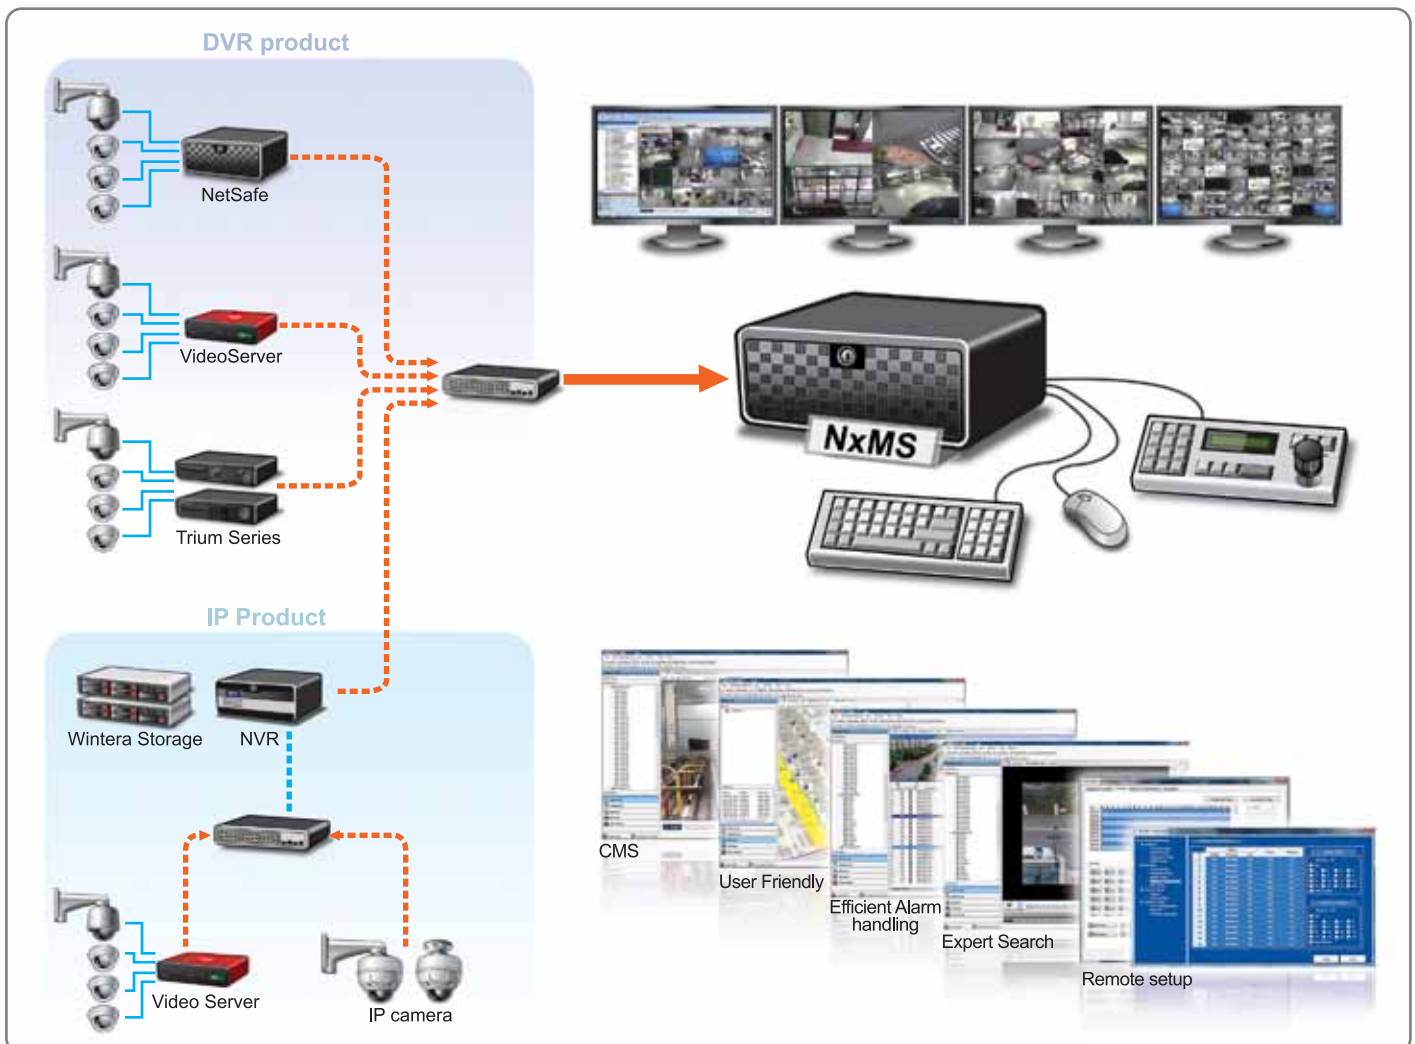 DVR product
NetSafe
VideoServer
Trium Series
NxMS
IP Product
Wintera Storage
NVR
Video Server
IP camera
CMS
User Friendly
Efficient Alarm
handling
Expert Search
Remote setup